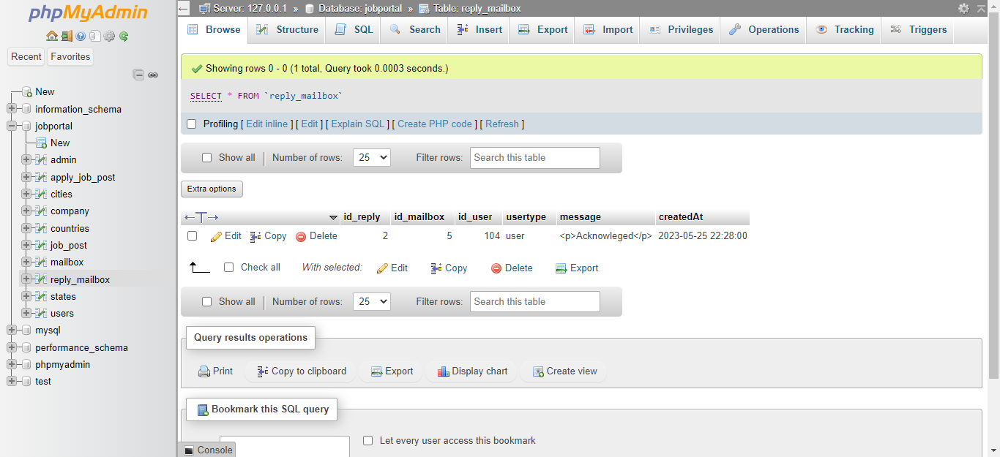 phpMyAdmin
Recent Favorites
New
information_schema
jobportal
New
admin
apply_job_post
cities
company
countries
job_post
mailbox
reply_mailbox
states
users
mysql
performance_schema
phpmyadmin
test
Server: 127.0.0.1 » Database: jobportal » Table: reply_mailbox
Browse Structure SQL Search Insert Export Import Privileges Operations Tracking Triggers
Showing rows 0 - 0 (1 total, Query took 0.0003 seconds.)
SELECT * FROM `reply_mailbox`
Profiling [ Edit inline ] [ Edit ] [ Explain SQL ] [ Create PHP code ] [ Refresh ]
Show all | Number of rows: 25 Filter rows: Search this table
Extra options
id_reply id_mailbox id_user usertype message createdAt
Edit Copy Delete 2 5 104 user <p>Acknowleged</p> 2023-05-25 22:28:00
Check all With selected: Edit Copy Delete Export
Show all | Number of rows: 25 Filter rows: Search this table
Query results operations
Print Copy to clipboard Export Display chart Create view
Bookmark this SQL query
Let every user access this bookmark
Console